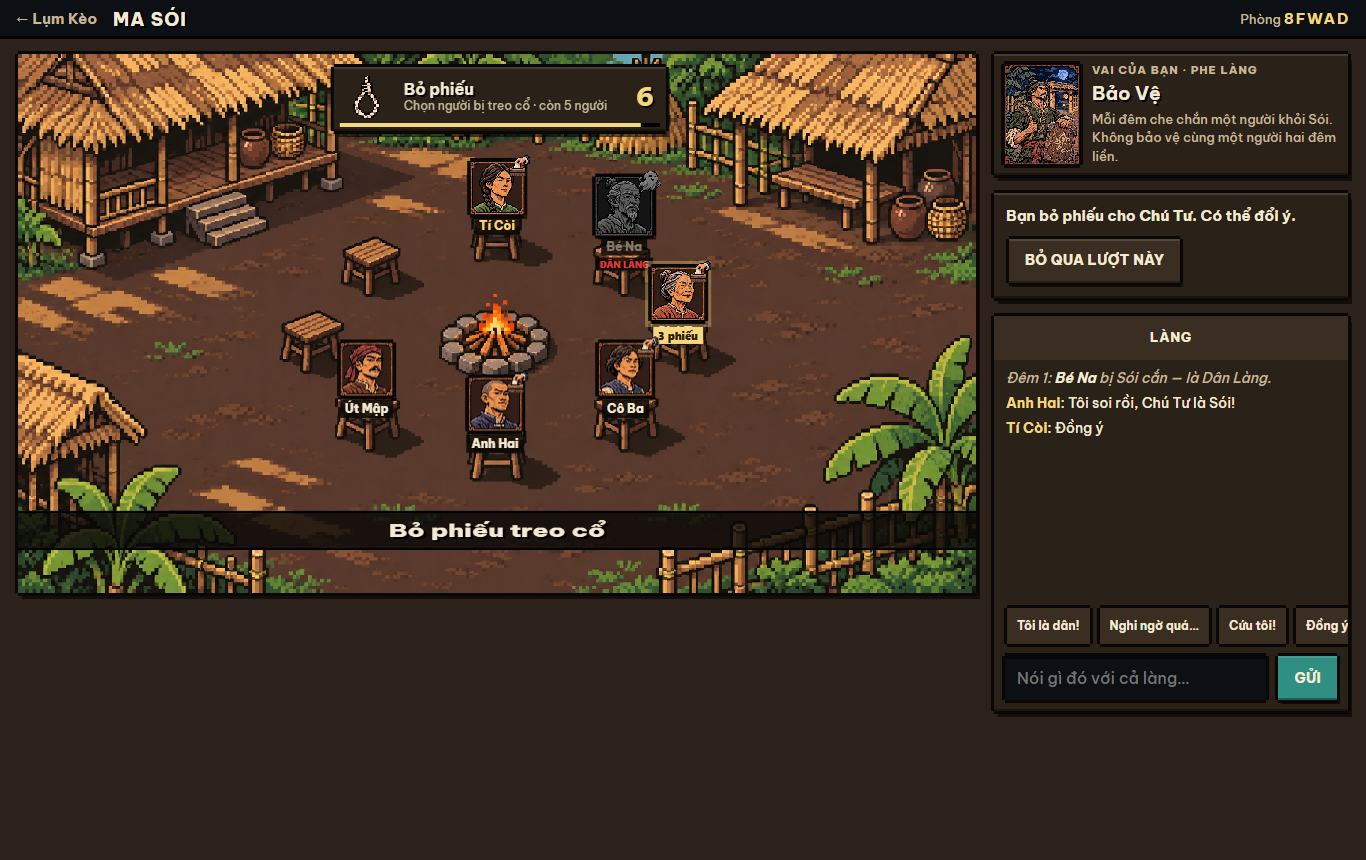 ← Lụm Kèo MA SÓI
Phòng 8FWAD
Bỏ phiếu
Chọn người bị treo cổ · còn 5 người
6
Tí Còi
Bé Na
DÂN LÀNG
3 phiếu
Út Mập
Cô Ba
Anh Hai
Bỏ phiếu treo cổ
VAI CỦA BẠN · PHE LÀNG
Bảo Vệ
Mỗi đêm che chắn một người khỏi Sói.
Không bảo vệ cùng một người hai đêm
liền.
Bạn bỏ phiếu cho Chú Tư. Có thể đổi ý.
BỎ QUA LƯỢT NÀY
LÀNG
Đêm 1: Bé Na bị Sói cắn — là Dân Làng.
Anh Hai: Tôi soi rồi, Chú Tư là Sói!
Tí Còi: Đồng ý
Tôi là dân!
Nghi ngờ quá...
Cứu tôi!
Đồng ý
Nói gì đó với cả làng...
GỬI